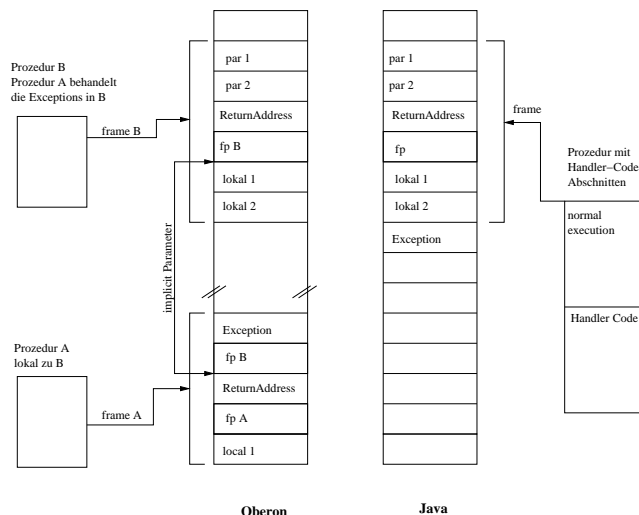 Prozedur B
Prozedur A behandelt
die Exceptions in B
frame B
par 1
par 2
ReturnAddress
fp B
lokal 1
lokal 2
implicit Parameter
Exception
fp B
ReturnAddress
fp A
local 1
Prozedur A
lokal zu B
frame A
Oberon
par 1
par 2
ReturnAddress
fp
lokal 1
lokal 2
Exception
Java
frame
Prozedur mit
Handler-Code
Abschnitten
normal
execution
Handler Code